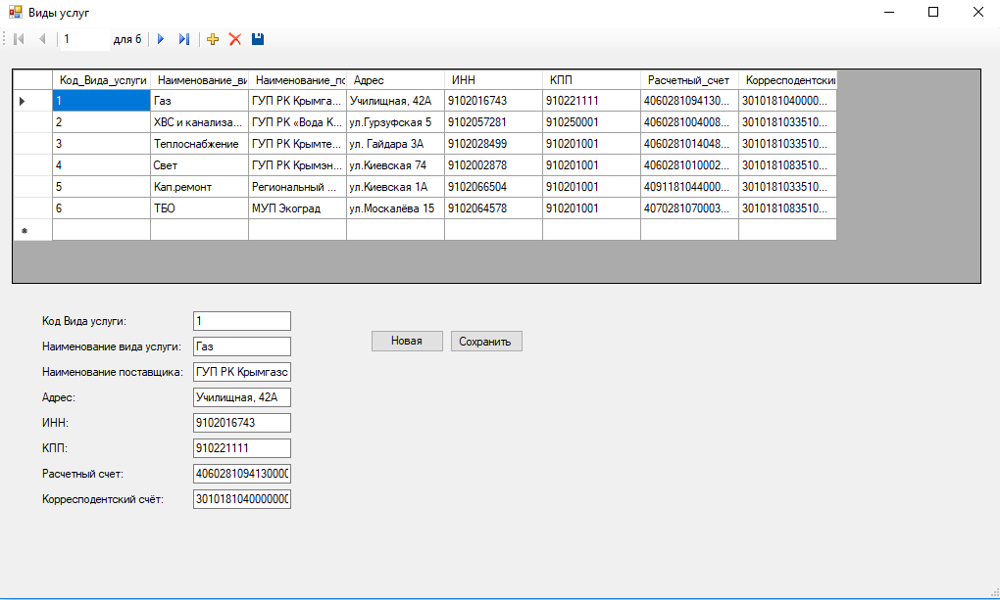 Виды услуг
1 для 6
Код_Вида_услуги Наименование_ви Наименование_по Адрес ИНН КПП Расчетный_счет Корресподентский
1 Газ ГУП РК Крымга... Училищная, 42А 9102016743 910221111 4060281094130... 3010181040000...
2 ХВС и канализа... ГУП РК «Вода К... ул.Гурзуфская 5 9102057281 910250001 4060281004008... 3010181033510...
3 Теплоснабжение ГУП РК Крымте... ул. Гайдара 3А 9102028499 910201001 4060281014048... 3010181033510...
4 Свет ГУП РК Крымэн... ул.Киевская 74 9102002878 910201001 4060281010002... 3010181083510...
5 Кап.ремонт Региональный ... ул.Киевская 1А 9102066504 910201001 4091181044000... 3010181033510...
6 ТБО МУП Экоград ул.Москалёва 15 9102064578 910201001 4070281070003... 3010181083510...
Код Вида услуги: 1
Наименование вида услуги: Газ
Новая Сохранить
Наименование поставщика: ГУП РК Крымгазс
Адрес: Училищная, 42А
ИНН: 9102016743
КПП: 910221111
Расчетный счет: 4060281094130000
Корресподентский счёт: 3010181040000000